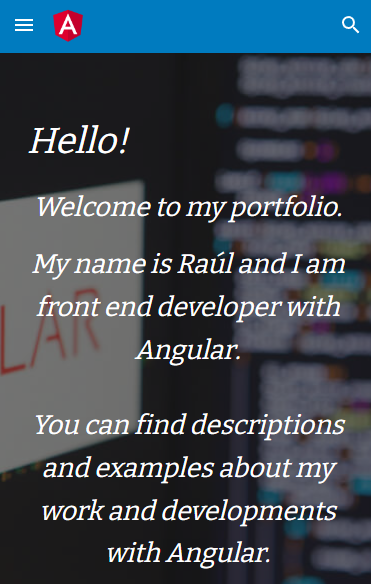 A
Hello!
Welcome to my portfolio.
My name is Raúl and I am
front end developer with
Angular.
You can find descriptions
and examples about my
work and developments
with Angular.
LAR